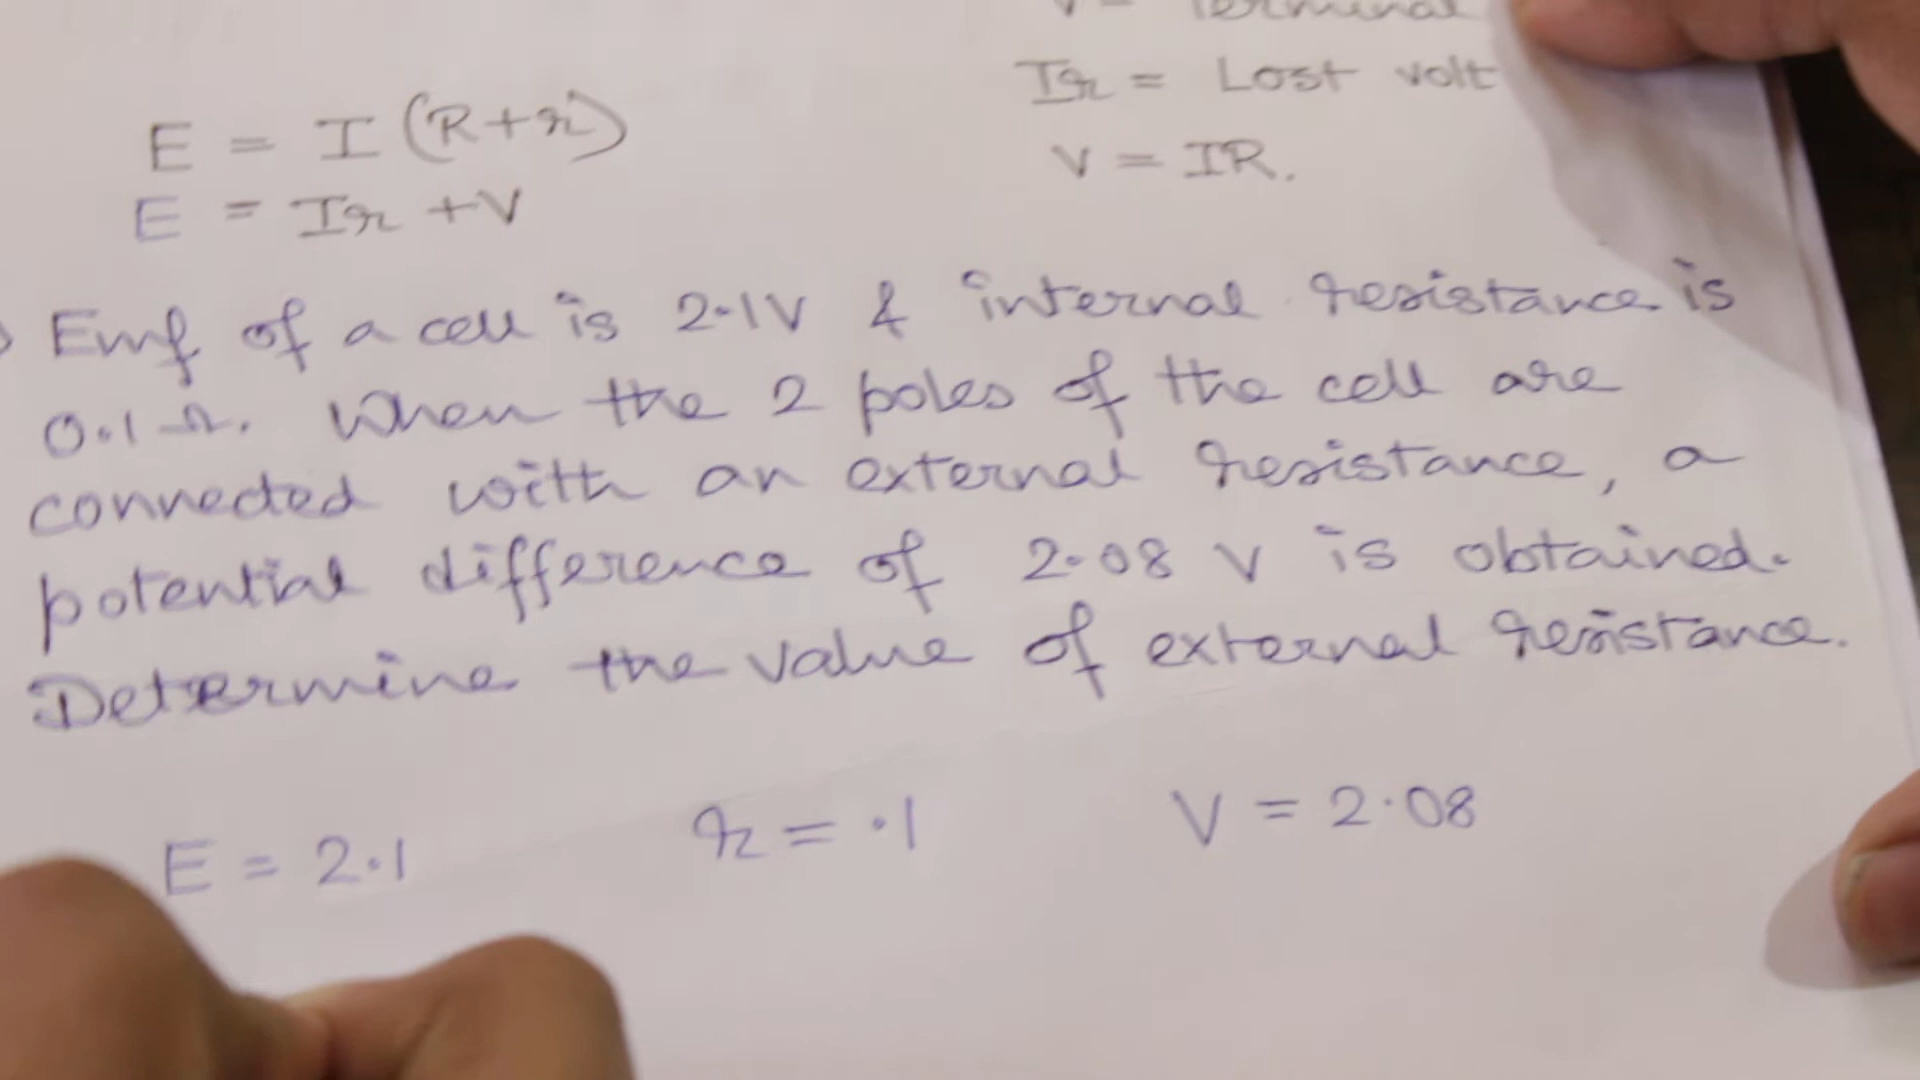 V = Terminal
Ir = Lost volt
V = IR.
E = I (R+r)
E = Ir + V
Emf of a cell is 2.1V & internal resistance is
0.1 Ω. When the 2 poles of the cell are
connected with an external resistance, a
potential difference of 2.08 V is obtained.
Determine the value of external resistance.
E = 2.1 r = .1 V = 2.08